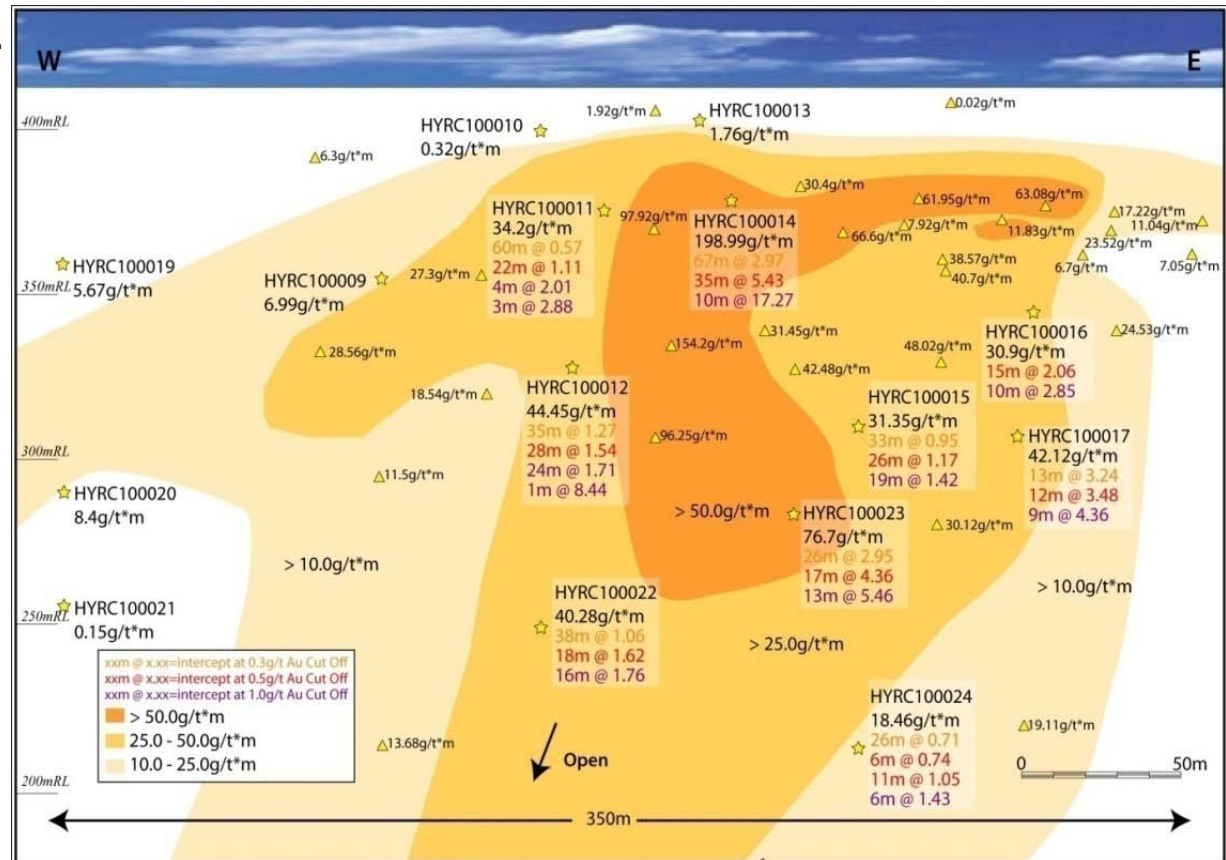 W
E
400mRL
350mRL
300mRL
250mRL
200mRL
0.02g/t*m
1.92g/t*m
HYRC100013
1.76g/t*m
HYRC100010
0.32g/t*m
6.3g/t*m
30.4g/t*m
61.95g/t*m
63.08g/t*m
17.22g/t*m
11.04g/t*m
HYRC100011
34.2g/t*m
60m @ 0.57
22m @ 1.11
4m @ 2.01
3m @ 2.88
97.92g/t*m
HYRC100014
198.99g/t*m
67m @ 2.97
35m @ 5.43
10m @ 17.27
66.6g/t*m
7.92g/t*m
11.83g/t*m
23.52g/t*m
6.7g/t*m
7.05g/t*m
HYRC100019
5.67g/t*m
HYRC100009
6.99g/t*m
27.3g/t*m
38.57g/t*m
40.7g/t*m
28.56g/t*m
154.2g/t*m
31.45g/t*m
48.02g/t*m
HYRC100016
30.9g/t*m
15m @ 2.06
10m @ 2.85
24.53g/t*m
18.54g/t*m
HYRC100012
44.45g/t*m
35m @ 1.27
28m @ 1.54
24m @ 1.71
1m @ 8.44
42.48g/t*m
HYRC100015
31.35g/t*m
33m @ 0.95
26m @ 1.17
19m @ 1.42
96.25g/t*m
HYRC100017
42.12g/t*m
13m @ 3.24
12m @ 3.48
9m @ 4.36
11.5g/t*m
HYRC100020
8.4g/t*m
> 50.0g/t*m
HYRC100023
76.7g/t*m
26m @ 2.95
17m @ 4.36
13m @ 5.46
30.12g/t*m
> 10.0g/t*m
> 10.0g/t*m
HYRC100021
0.15g/t*m
HYRC100022
40.28g/t*m
38m @ 1.06
18m @ 1.62
16m @ 1.76
> 25.0g/t*m
xxm @ x.xx=intercept at 0.3g/t Au Cut Off
xxm @ x.xx=intercept at 0.5g/t Au Cut Off
xxm @ x.xx=intercept at 1.0g/t Au Cut Off
> 50.0g/t*m
25.0 - 50.0g/t*m
10.0 - 25.0g/t*m
13.68g/t*m
Open
HYRC100024
18.46g/t*m
26m @ 0.71
6m @ 0.74
11m @ 1.05
6m @ 1.43
19.11g/t*m
0
50m
350m